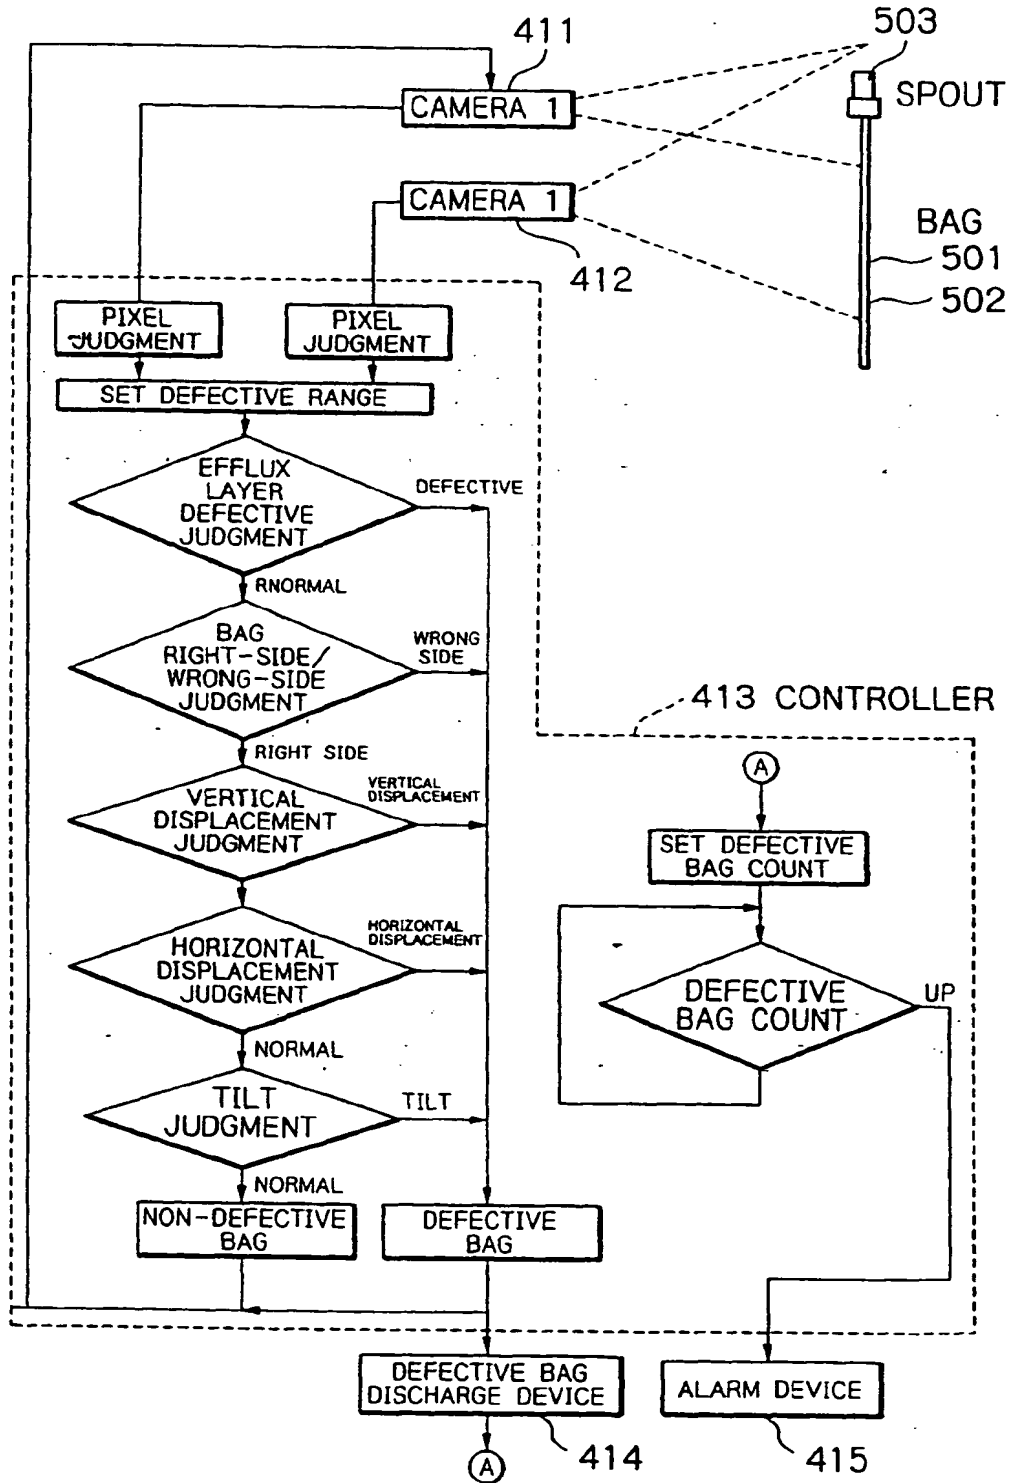 411
503
CAMERA 1
SPOUT
CAMERA 1
412
BAG
501
502
PIXEL
JUDGMENT
PIXEL
JUDGMENT
SET DEFECTIVE RANGE
EFFLUX
LAYER
DEFECTIVE
JUDGMENT
DEFECTIVE
RNORMAL
BAG
RIGHT-SIDE/
WRONG-SIDE
JUDGMENT
WRONG
SIDE
RIGHT SIDE
413 CONTROLLER
VERTICAL
DISPLACEMENT
JUDGMENT
VERTICAL
DISPLACEMENT
A
SET DEFECTIVE
BAG COUNT
HORIZONTAL
DISPLACEMENT
JUDGMENT
HORIZONTAL
DISPLACEMENT
DEFECTIVE
BAG COUNT
UP
NORMAL
TILT
JUDGMENT
TILT
NORMAL
NON-DEFECTIVE
BAG
DEFECTIVE
BAG
DEFECTIVE BAG
DISCHARGE DEVICE
414
ALARM DEVICE
415
A